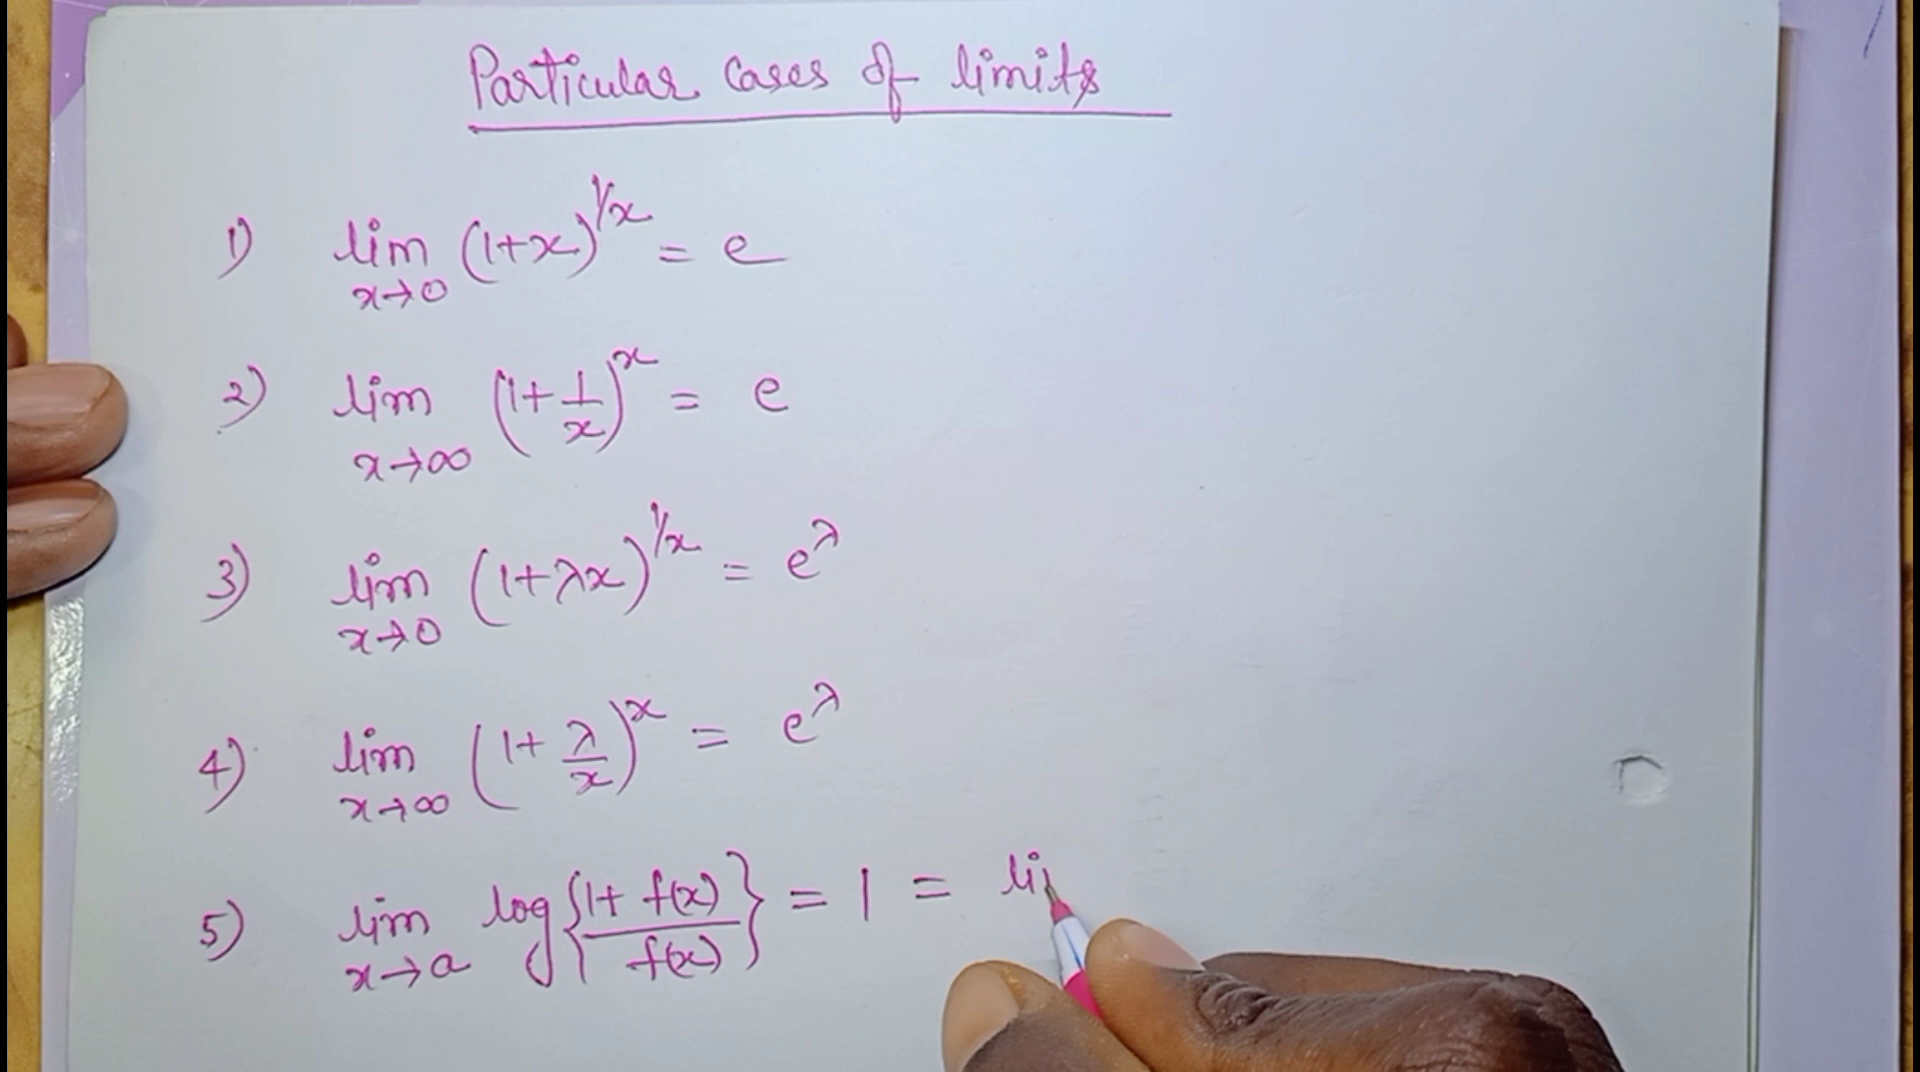 Particular cases of limits
1) lim x→0 (1+x)^1/x = e
2) lim x→∞ (1+1/x)^x = e
3) lim x→0 (1+λx)^1/x = e^λ
4) lim x→∞ (1+λ/x)^x = e^λ
5) lim x→a log{1+f(x)/f(x)} = 1 = li